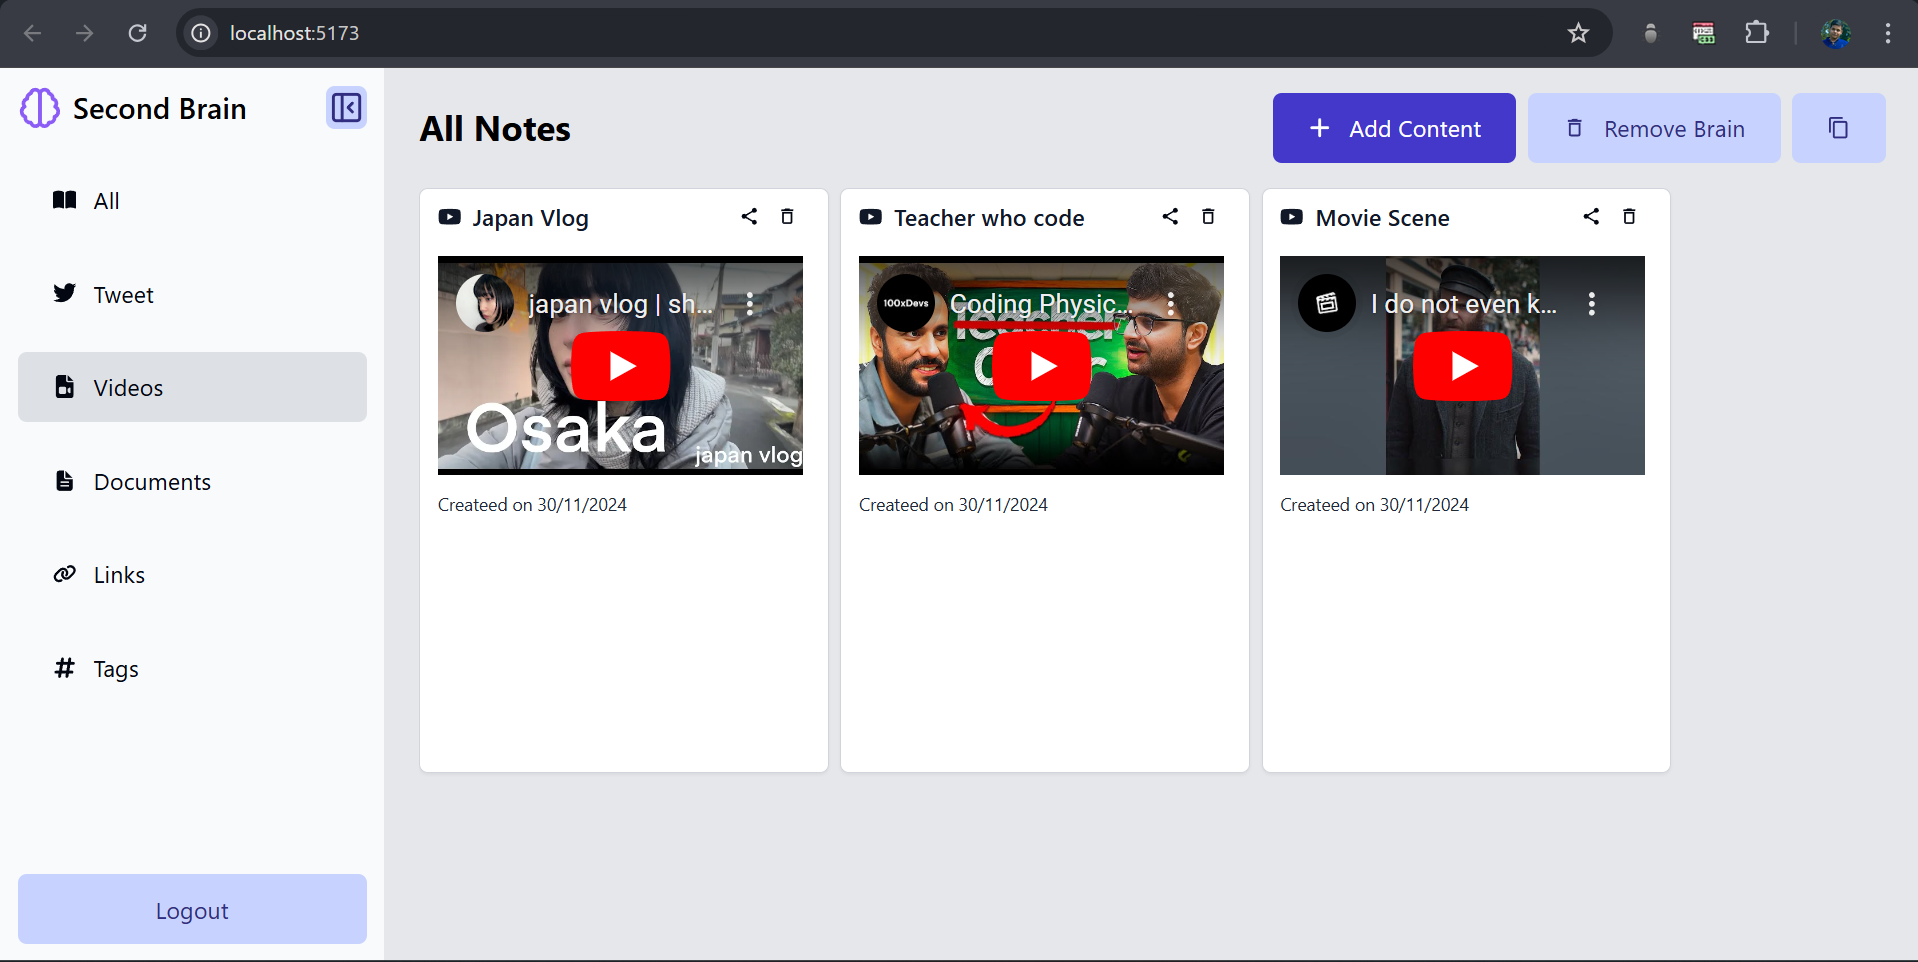 localhost:5173
Second Brain
All
Tweet
Videos
Documents
Links
Tags
Logout
All Notes
Add Content
Remove Brain
Japan Vlog
japan vlog | sh...
Osaka
japan vlog
Createed on 30/11/2024
Teacher who code
100xDevs
Coding Physic...
Teacher
Createed on 30/11/2024
Movie Scene
I do not even k...
Createed on 30/11/2024